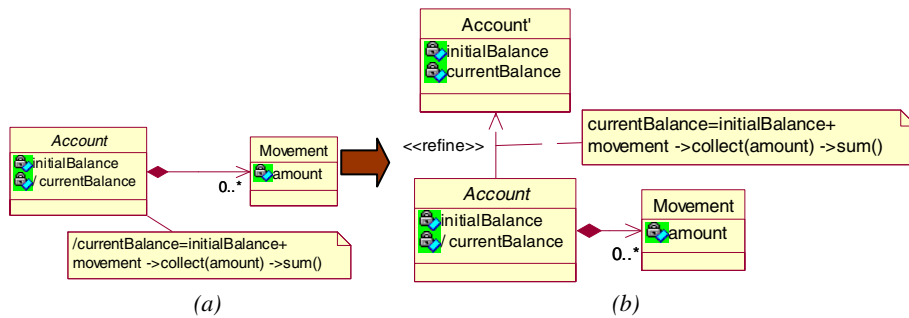 Account
initialBalance
/ currentBalance
Movement
amount
0..*
/currentBalance=initialBalance+
movement ->collect(amount) ->sum()
(a)
Account'
initialBalance
currentBalance
<<refine>>
currentBalance=initialBalance+
movement ->collect(amount) ->sum()
Account
initialBalance
/ currentBalance
Movement
amount
0..*
(b)